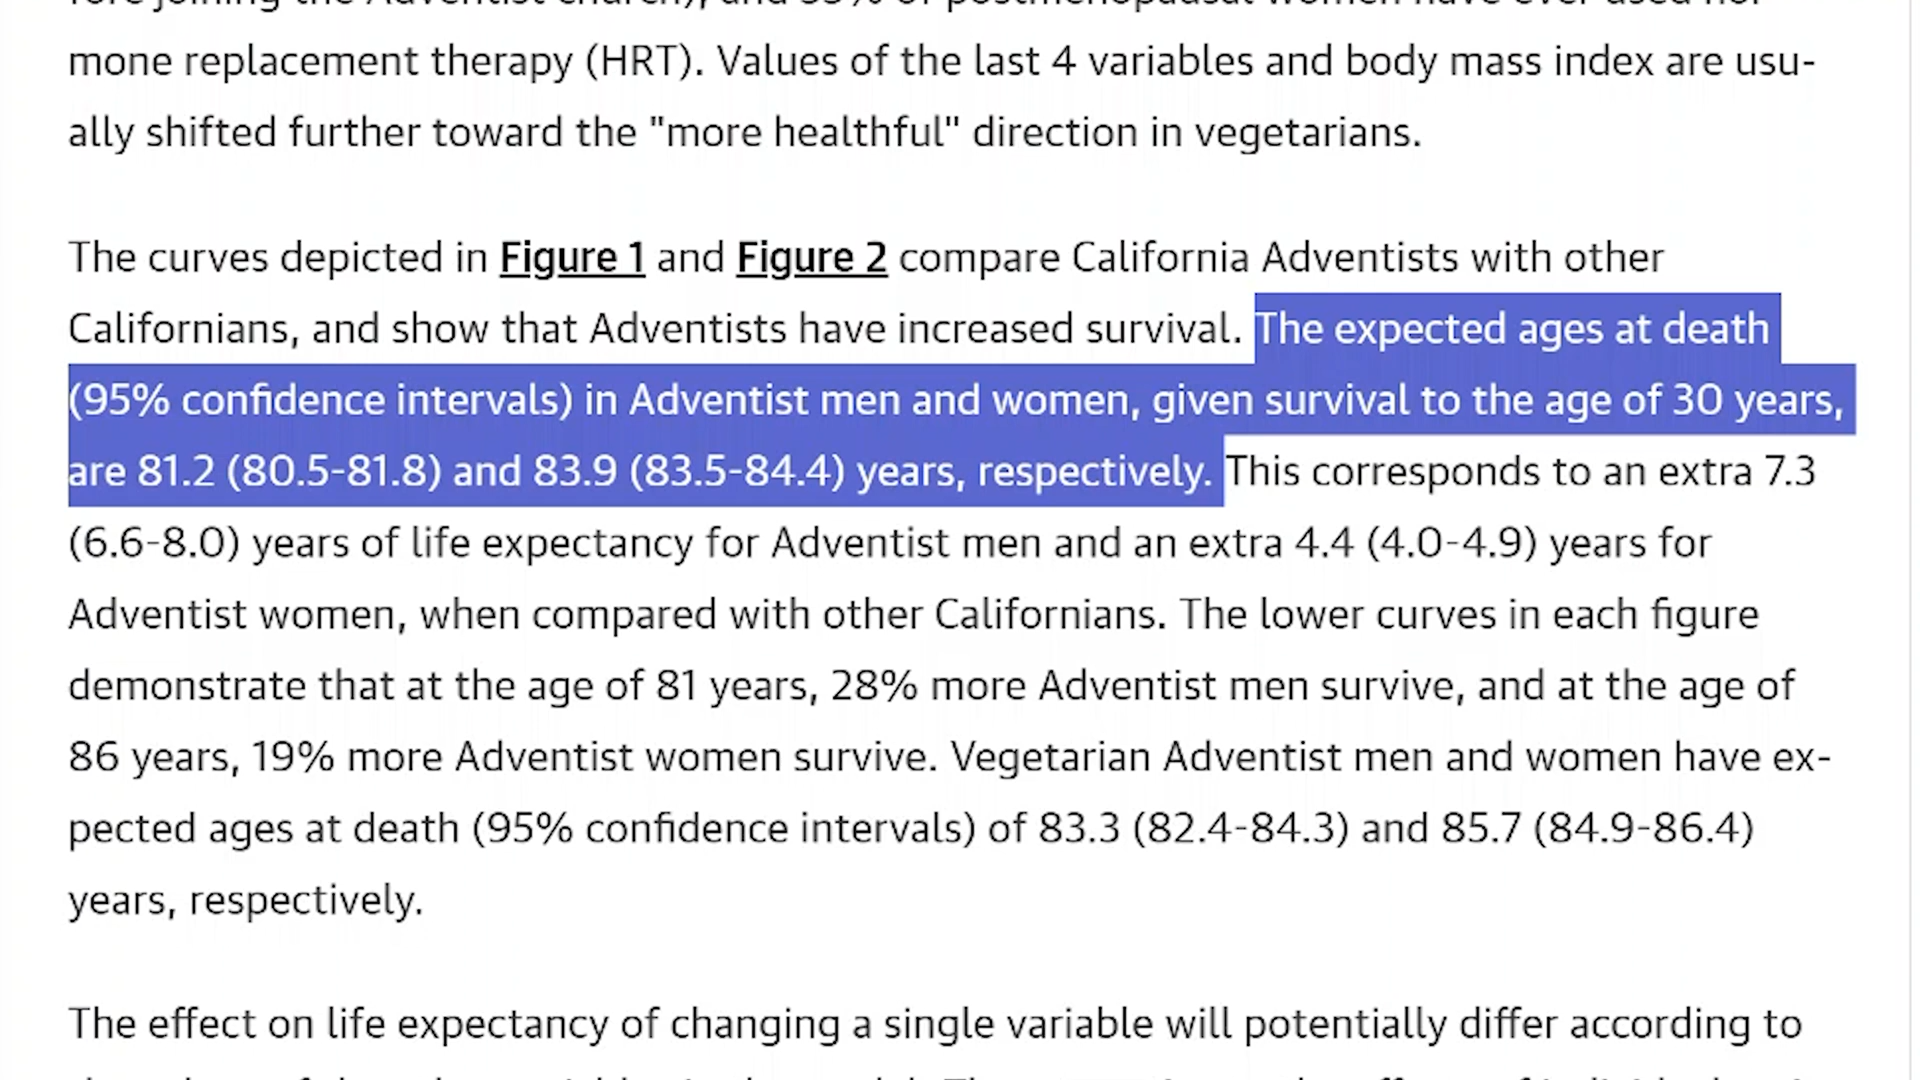 mone replacement therapy (HRT). Values of the last 4 variables and body mass index are usu-
ally shifted further toward the "more healthful" direction in vegetarians.
The curves depicted in Figure 1 and Figure 2 compare California Adventists with other
Californians, and show that Adventists have increased survival. The expected ages at death
(95% confidence intervals) in Adventist men and women, given survival to the age of 30 years,
are 81.2 (80.5-81.8) and 83.9 (83.5-84.4) years, respectively. This corresponds to an extra 7.3
(6.6-8.0) years of life expectancy for Adventist men and an extra 4.4 (4.0-4.9) years for
Adventist women, when compared with other Californians. The lower curves in each figure
demonstrate that at the age of 81 years, 28% more Adventist men survive, and at the age of
86 years, 19% more Adventist women survive. Vegetarian Adventist men and women have ex-
pected ages at death (95% confidence intervals) of 83.3 (82.4-84.3) and 85.7 (84.9-86.4)
years, respectively.
The effect on life expectancy of changing a single variable will potentially differ according to